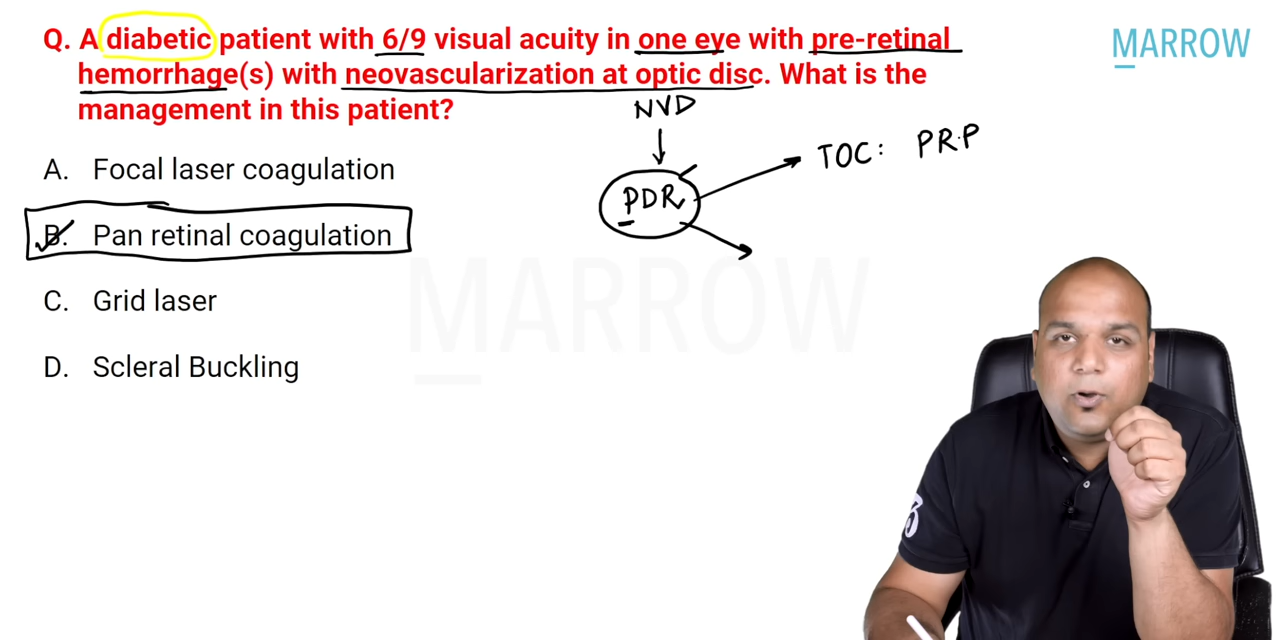 Q. A diabetic patient with 6/9 visual acuity in one eye with pre-retinal
hemorrhage(s) with neovascularization at optic disc. What is the
management in this patient?
MARROW
NVD
TOC: PRP
PDR
A. Focal laser coagulation
B. Pan retinal coagulation
C. Grid laser
D. Scleral Buckling
MARROW